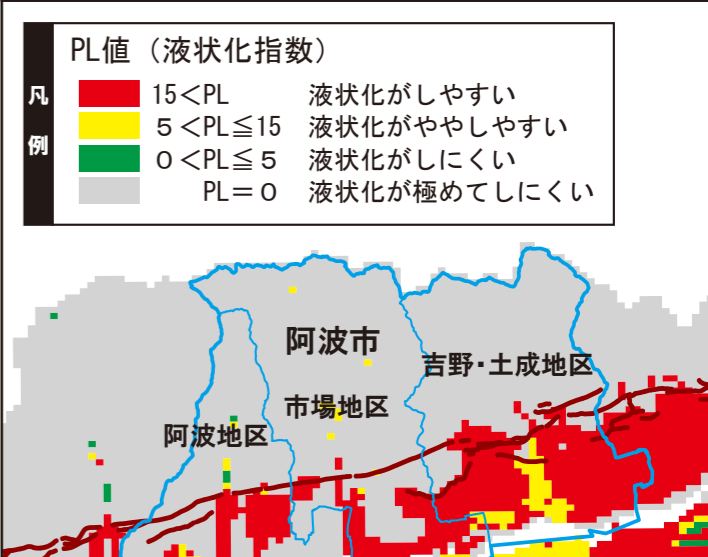 PL値（液状化指数）
凡例
15＜PL 液状化がしやすい
5＜PL≦15 液状化がややしやすい
0＜PL≦5 液状化がしにくい
PL＝0 液状化が極めてしにくい
阿波市
吉野・土成地区
市場地区
阿波地区